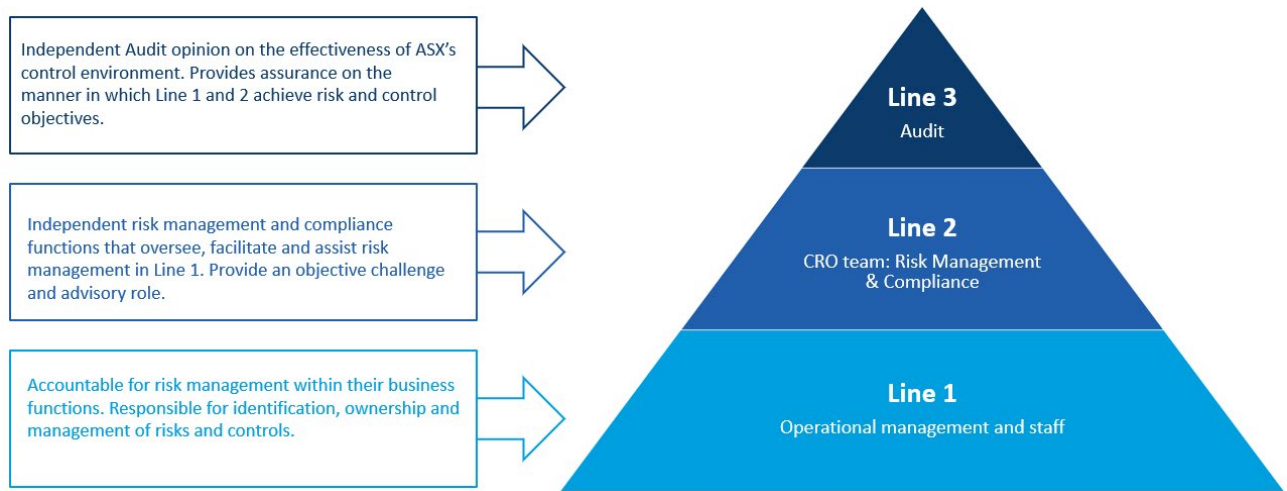 Independent Audit opinion on the effectiveness of ASX's
control environment. Provides assurance on the
manner in which Line 1 and 2 achieve risk and control
objectives.
Line 3
Audit
Independent risk management and compliance
functions that oversee, facilitate and assist risk
management in Line 1. Provide an objective challenge
and advisory role.
Line 2
CRO team: Risk Management
& Compliance
Accountable for risk management within their business
functions. Responsible for identification, ownership and
management of risks and controls.
Line 1
Operational management and staff